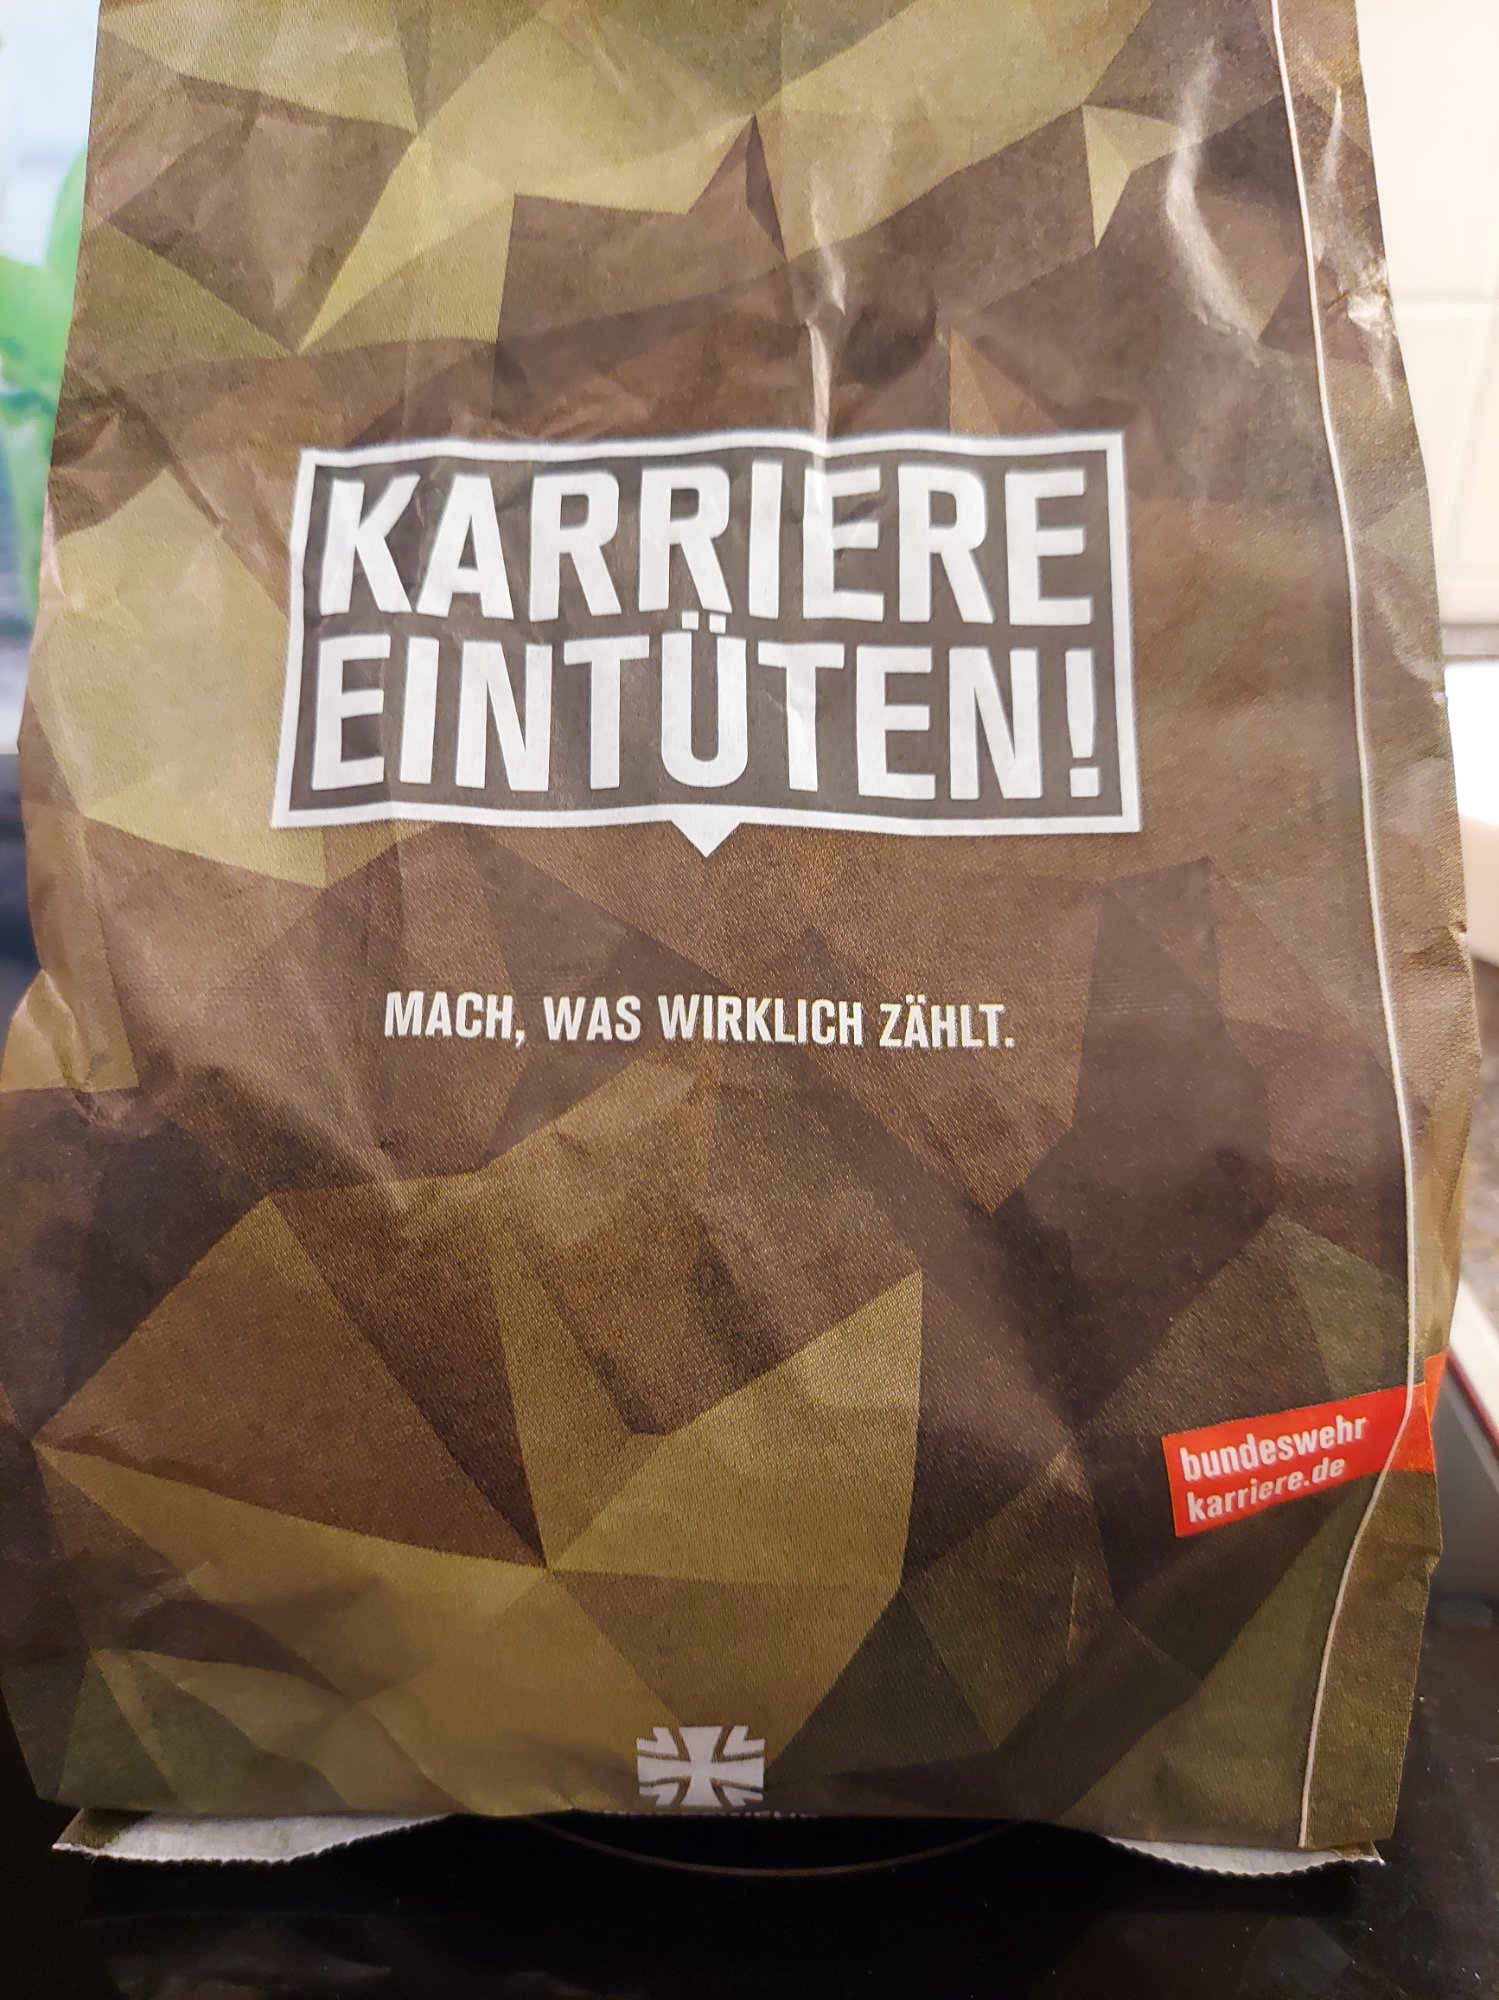 KARRIERE
EINTÜTEN!
MACH, WAS WIRKLICH ZÄHLT.
bundeswehr
karriere.de